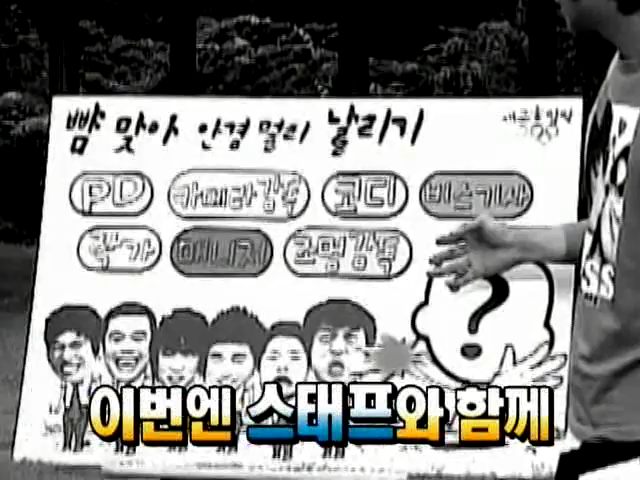 뺨 맞아 안경 멀리 날리기
PD 카메라감독 코디 버스기사
작가 매니저 조명감독
?
SS
이번엔 스태프와 함께